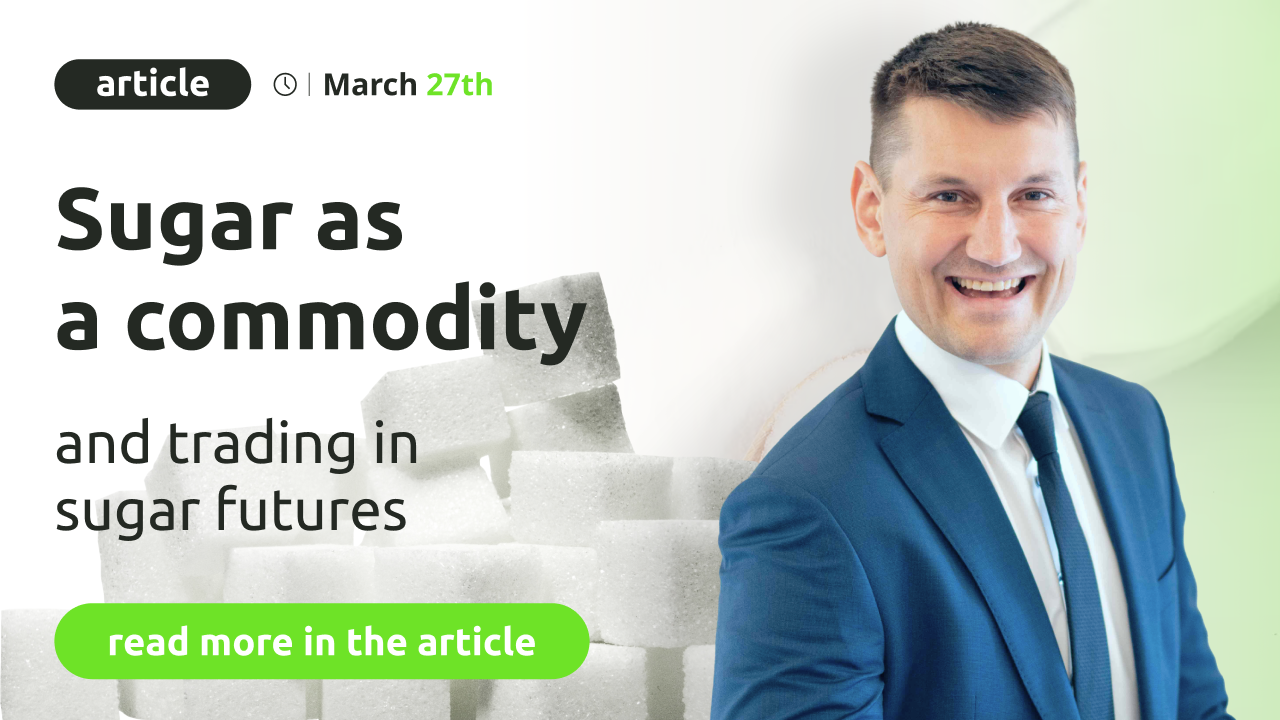 article
March 27th
Sugar as
a commodity
and trading in
sugar futures
read more in the article